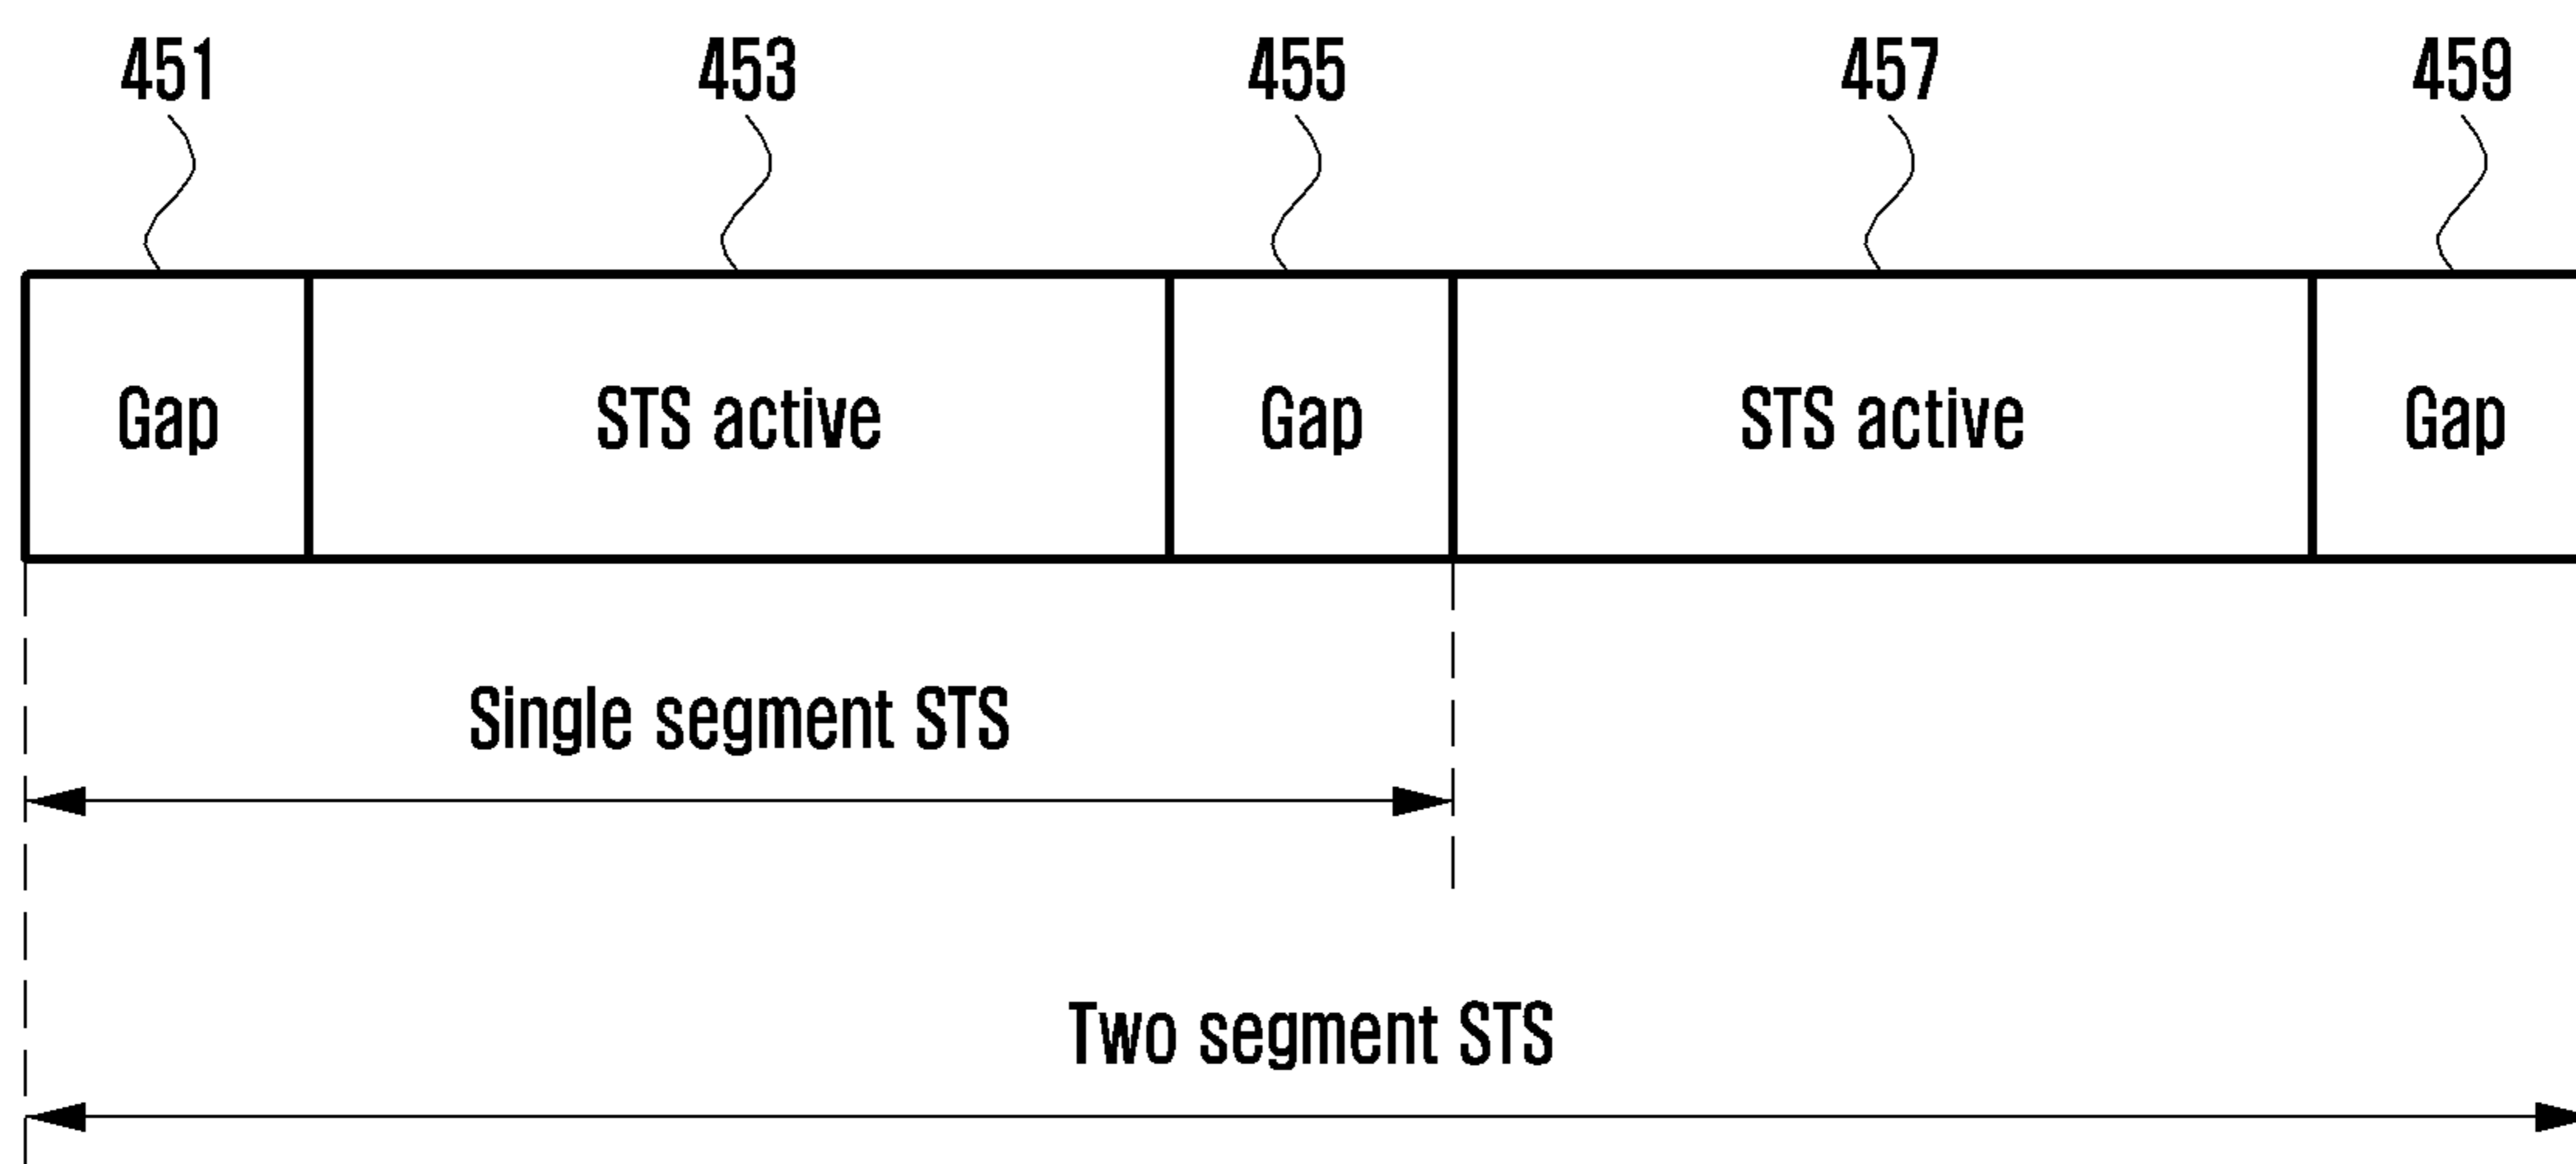 451 453 455 457 459
Gap STS active Gap STS active Gap
Single segment STS
Two segment STS